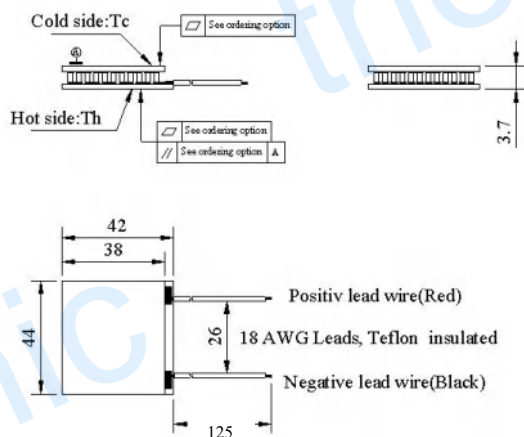 Cold side:Tc
See ordering option
A
Hot side:Th
See ordering option
// See ordering option A
3.7
42
38
44
26
Positiv lead wire(Red)
18 AWG Leads, Teflon insulated
Negative lead wire(Black)
125